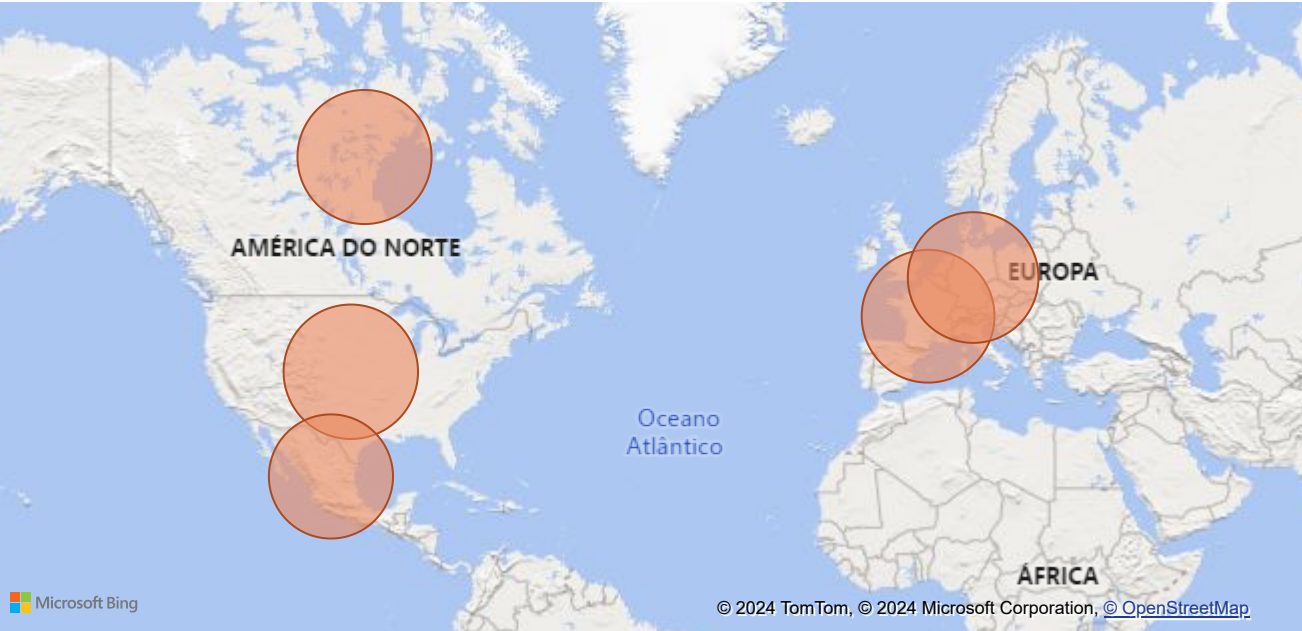 AMÉRICA DO NORTE
EUROPA
Oceano
Atlântico
ÁFRICA
Microsoft Bing
© 2024 TomTom, © 2024 Microsoft Corporation, © OpenStreetMap